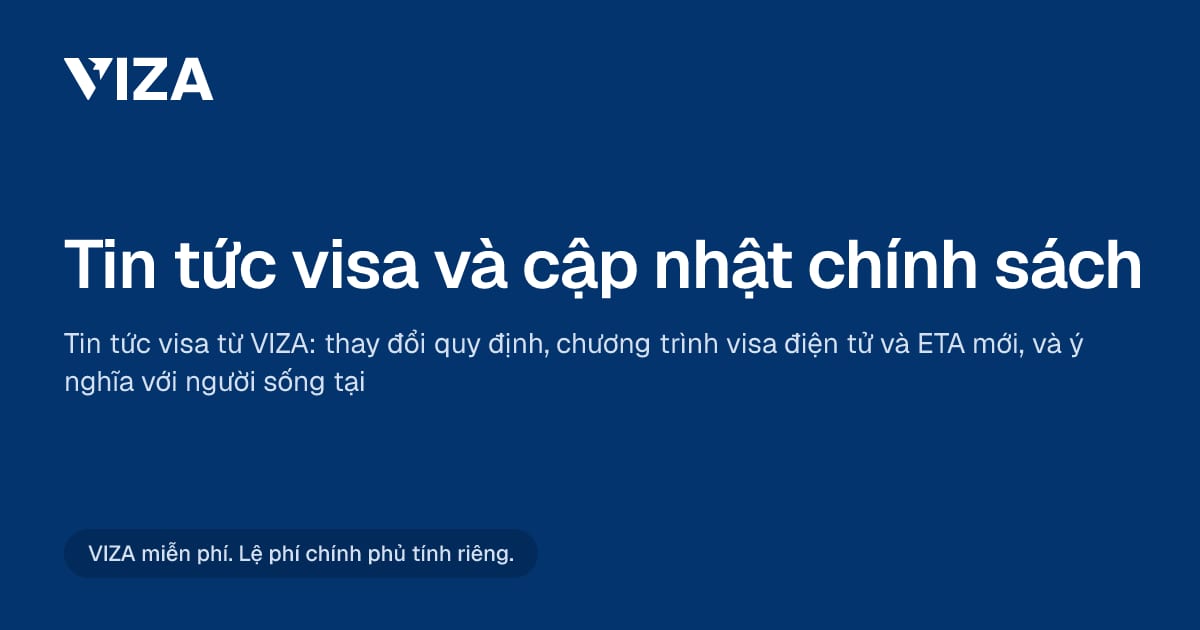 VIZA
Tin tức visa và cập nhật chính sách
Tin tức visa từ VIZA: thay đổi quy định, chương trình visa điện tử và ETA mới, và ý
nghĩa với người sống tại
VIZA miễn phí. Lệ phí chính phủ tính riêng.